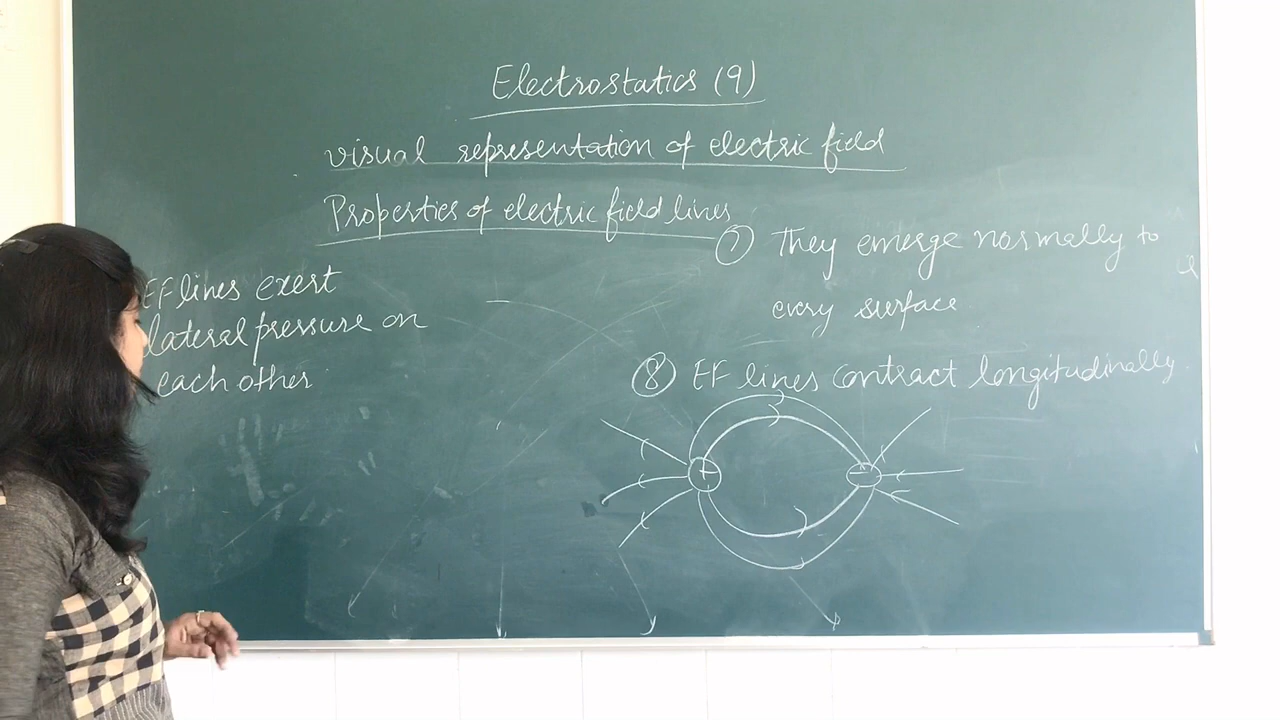 Electrostatics (9)
visual representation of electric field
Properties of electric field lines
EF lines exert
lateral pressure on
each other
⑦ They emerge normally to
every surface.
⑧ EF lines contract longitudinally.
+ −